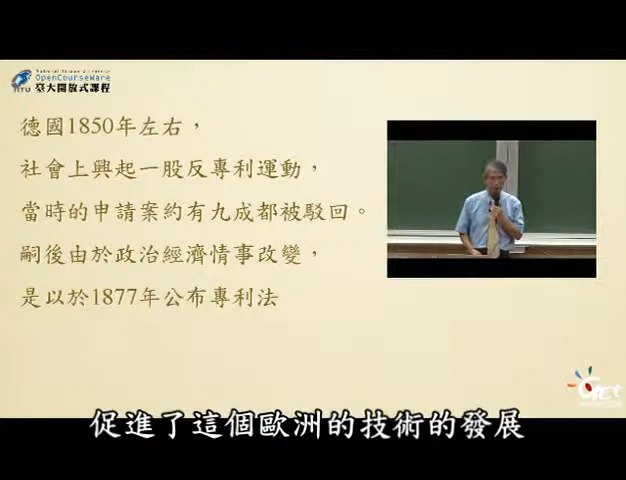 OpenCourseWare
NTU
臺大開放式課程
德國1850年左右，
社會上興起一股反專利運動，
當時的申請案約有九成都被駁回。
嗣後由於政治經濟情事改變，
是以於1877年公布專利法
促進了這個歐洲的技術的發展